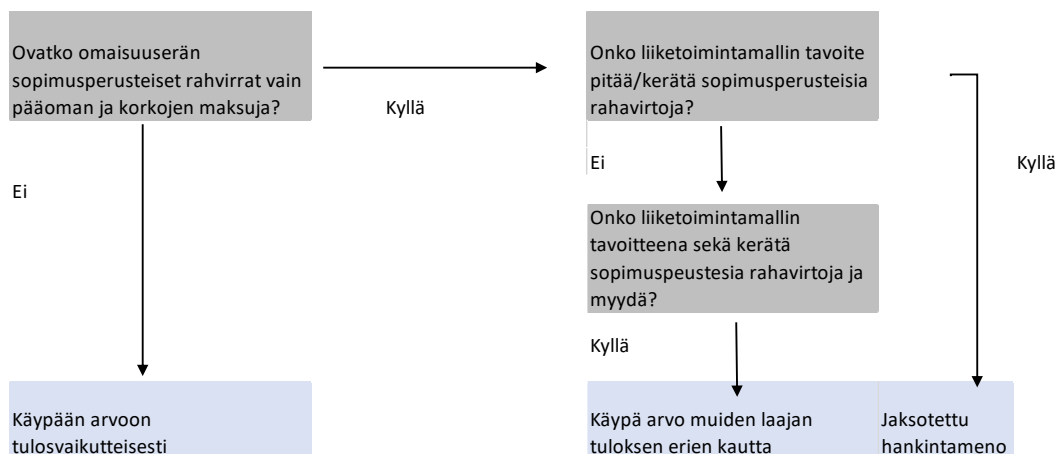 Ovatko omaisuuserän
sopimusperusteiset rahvirrat vain
pääoman ja korkojen maksuja?
Kyllä
Onko liiketoimintamallin tavoite
pitää/kerätä sopimusperusteisia
rahavirtoja?
Ei
Kyllä
Ei
Onko liiketoimintamallin
tavoitteena sekä kerätä
sopimuspeustesia rahavirtoja ja
myydä?
Kyllä
Käypään arvoon
tulosvaikutteisesti
Käypä arvo muiden laajan
tuloksen erien kautta
Jaksotettu
hankintameno